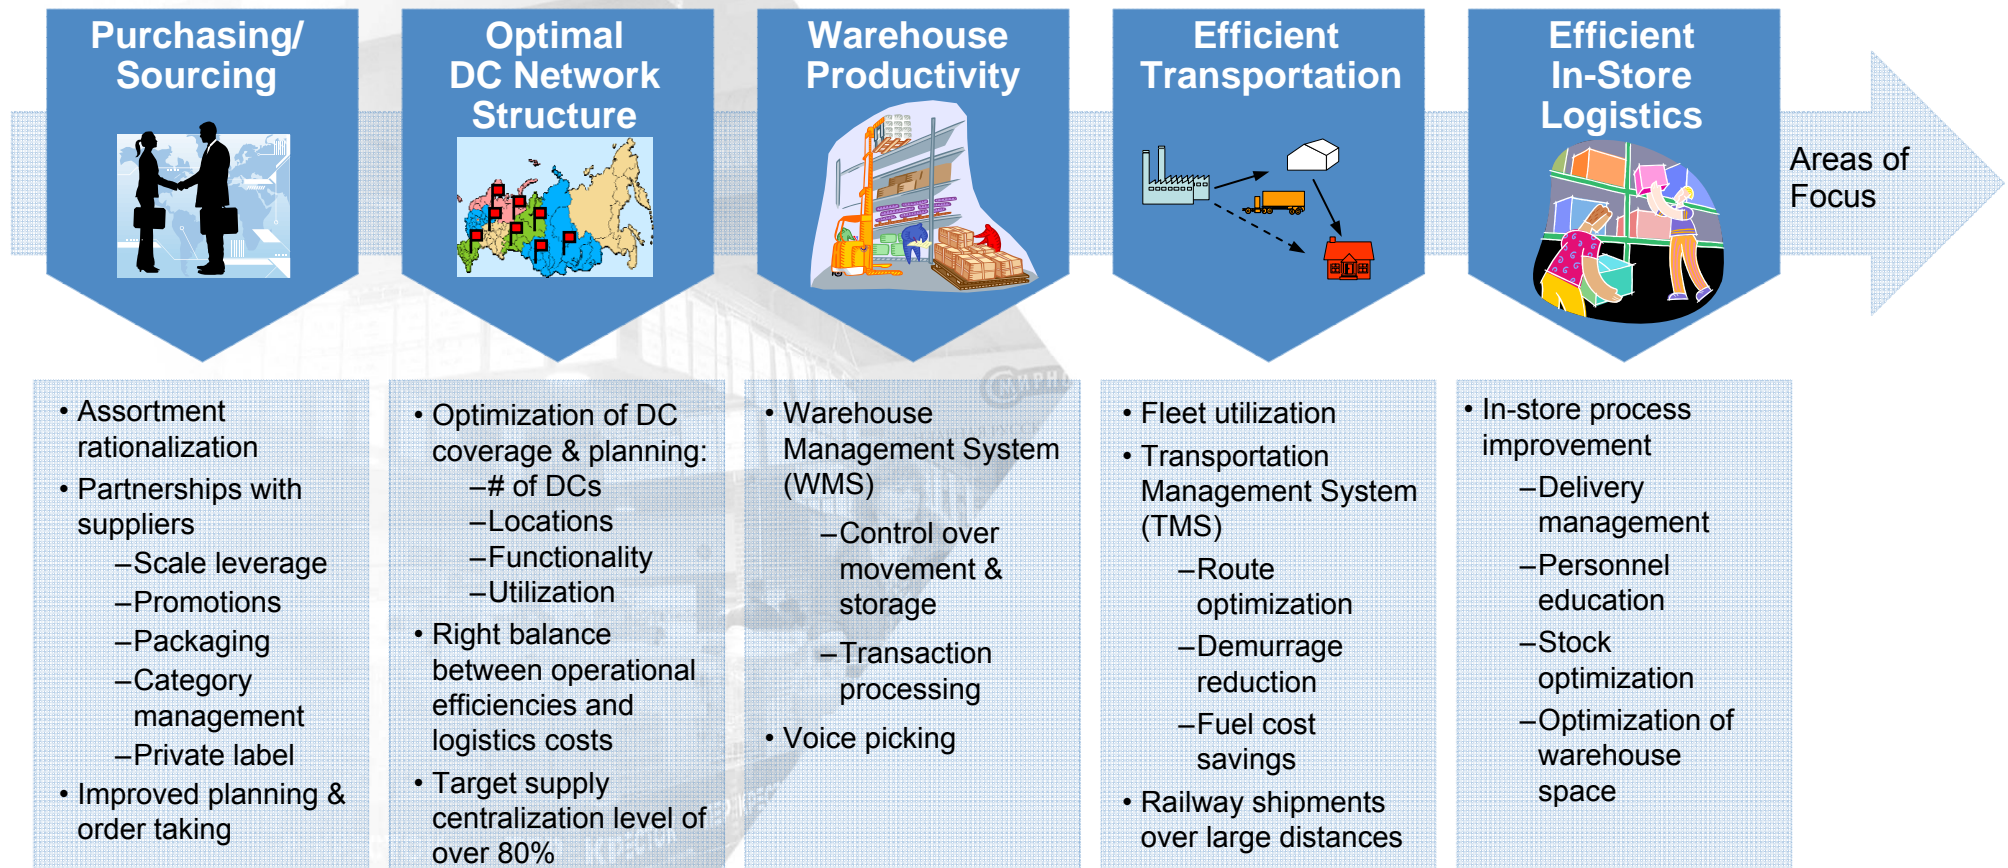 Purchasing/
Sourcing
Optimal
DC Network
Structure
Warehouse
Productivity
Efficient
Transportation
Efficient
In-Store
Logistics
Areas of
Focus
• Assortment
rationalization
• Partnerships with
suppliers
–Scale leverage
–Promotions
–Packaging
–Category
management
–Private label
• Improved planning &
order taking
• Optimization of DC
coverage & planning:
–# of DCs
–Locations
–Functionality
–Utilization
• Right balance
between operational
efficiencies and
logistics costs
• Target supply
centralization level of
over 80%
• Warehouse
Management System
(WMS)
–Control over
movement &
storage
–Transaction
processing
• Voice picking
• Fleet utilization
• Transportation
Management System
(TMS)
–Route
optimization
–Demurrage
reduction
–Fuel cost
savings
• Railway shipments
over large distances
• In-store process
improvement
–Delivery
management
–Personnel
education
–Stock
optimization
–Optimization of
warehouse
space